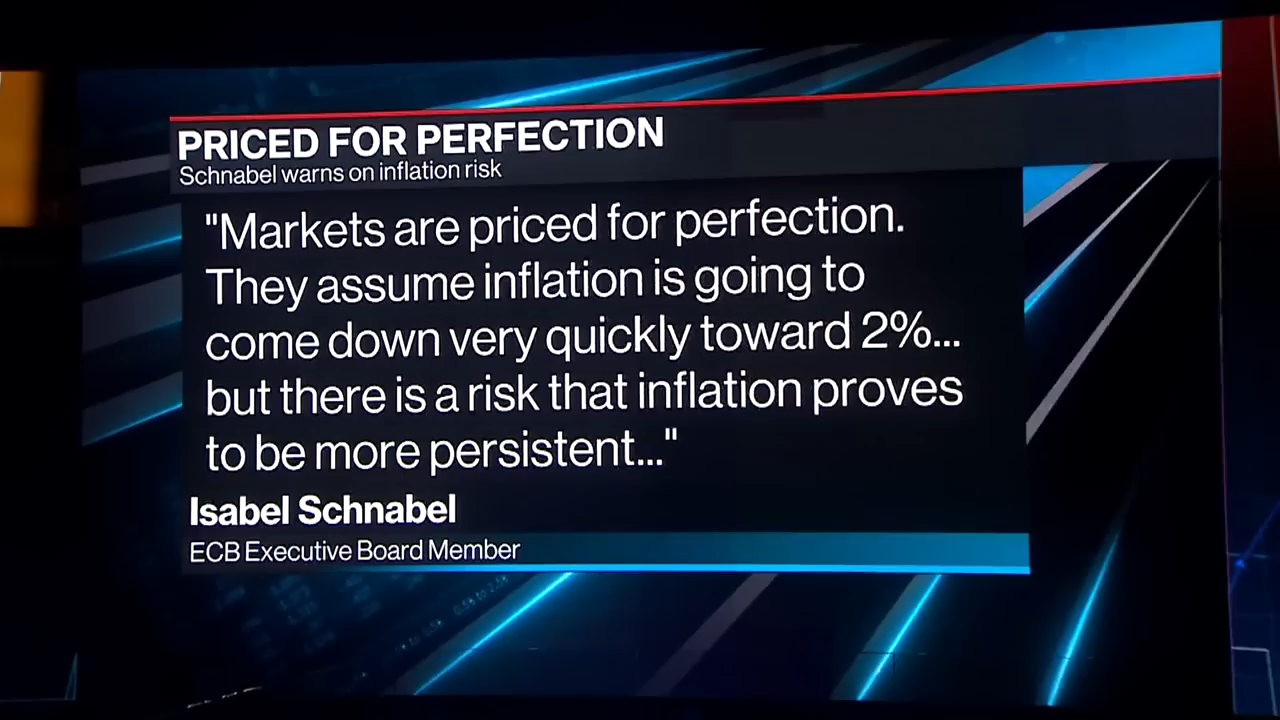 PRICED FOR PERFECTION
Schnabel warns on inflation risk
"Markets are priced for perfection.
They assume inflation is going to
come down very quickly toward 2%...
but there is a risk that inflation proves
to be more persistent..."
Isabel Schnabel
ECB Executive Board Member